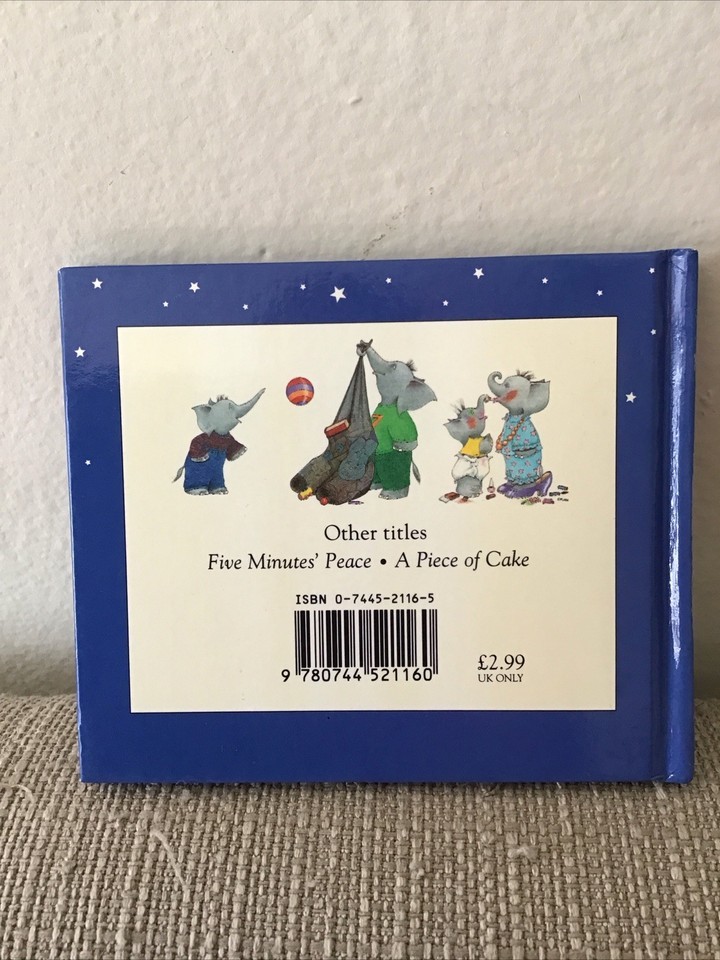 Other titles
Five Minutes' Peace • A Piece of Cake
ISBN 0-7445-2116-5
9 780744 521160
£2.99
UK ONLY